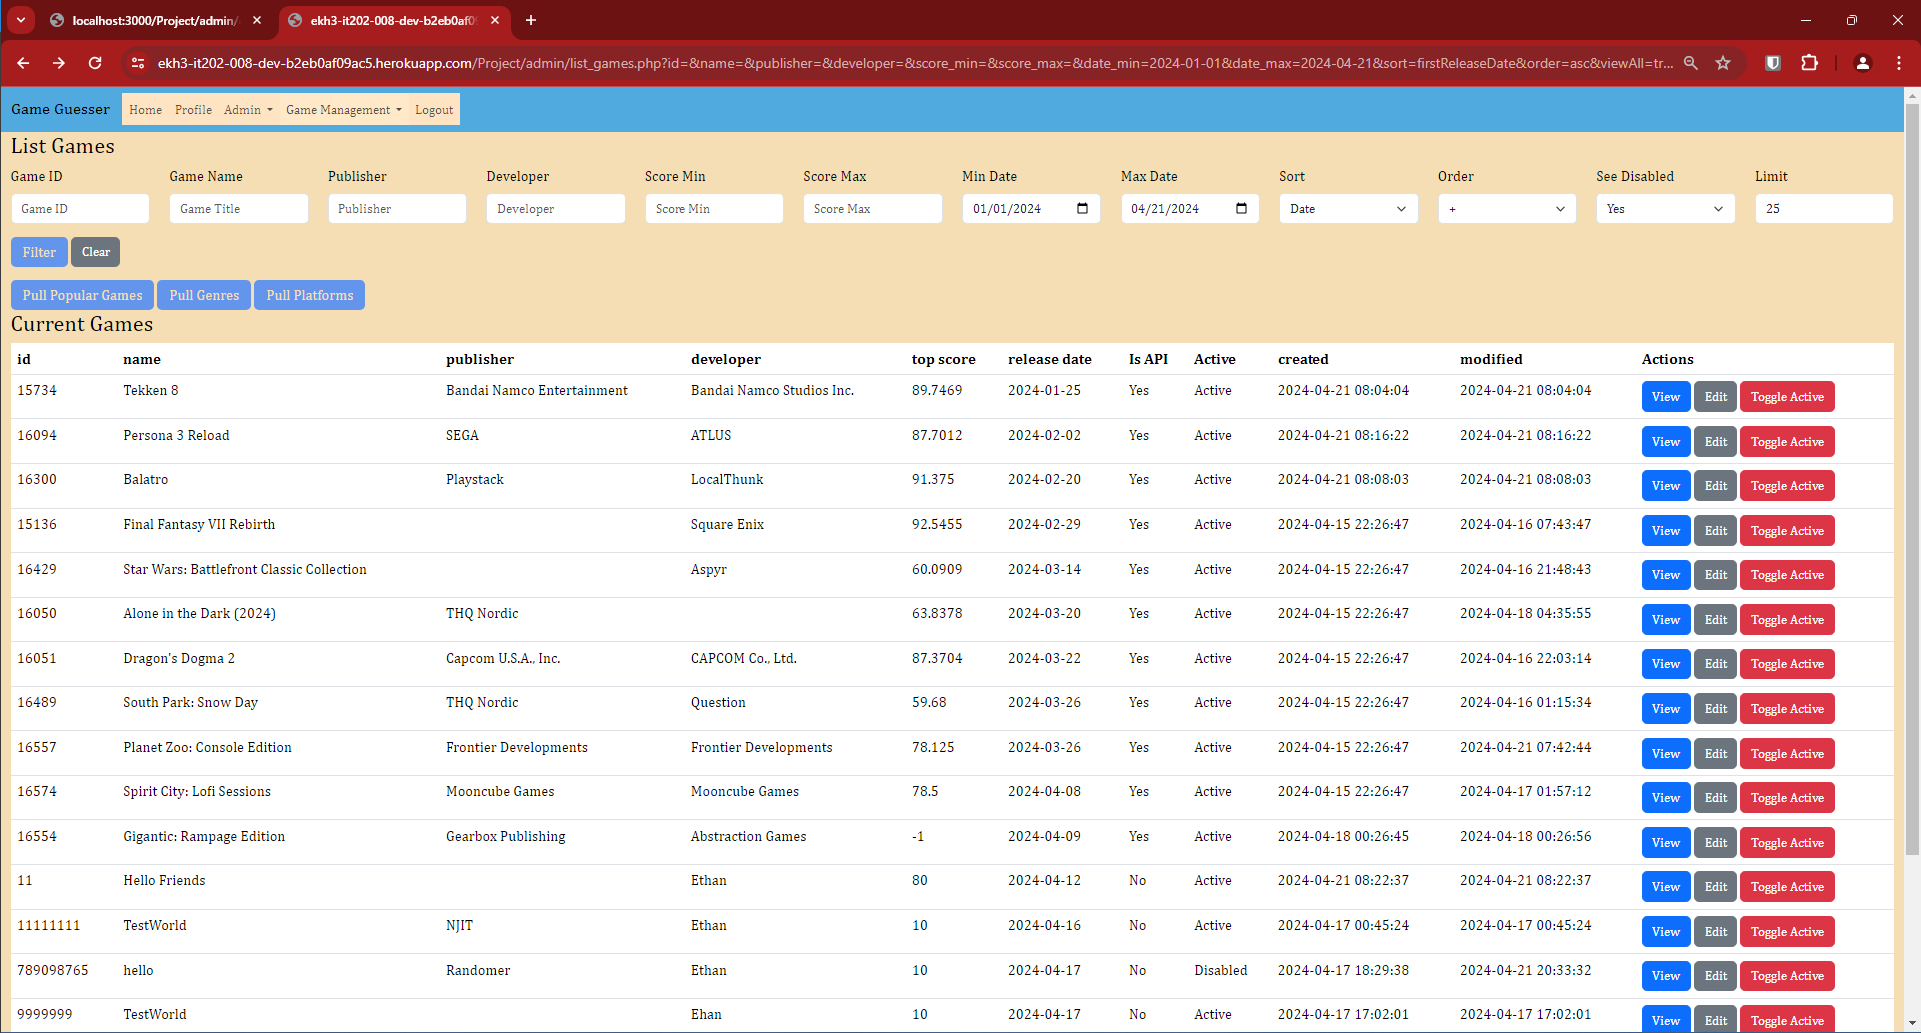 localhost:3000/Project/admin/
ekh3-it202-008-dev-b2eb0af09
ekh3-it202-008-dev-b2eb0af09ac5.herokuapp.com/Project/admin/list_games.php?id=&name=&publisher=&developer=&score_min=&score_max=&date_min=2024-01-01&date_max=2024-04-21&sort=firstReleaseDate&order=asc&viewAll=tr...
Game Guesser Home Profile Admin Game Management Logout
List Games
Game ID Game Name Publisher Developer Score Min Score Max Min Date Max Date Sort Order See Disabled Limit
Game ID Game Title Publisher Developer Score Min Score Max 01/01/2024 04/21/2024 Date + Yes 25
Filter Clear
Pull Popular Games Pull Genres Pull Platforms
Current Games
id name publisher developer top score release date Is API Active created modified Actions
15734 Tekken 8 Bandai Namco Entertainment Bandai Namco Studios Inc. 89.7469 2024-01-25 Yes Active 2024-04-21 08:04:04 2024-04-21 08:04:04 View Edit Toggle Active
16094 Persona 3 Reload SEGA ATLUS 87.7012 2024-02-02 Yes Active 2024-04-21 08:16:22 2024-04-21 08:16:22 View Edit Toggle Active
16300 Balatro Playstack LocalThunk 91.375 2024-02-20 Yes Active 2024-04-21 08:08:03 2024-04-21 08:08:03 View Edit Toggle Active
15136 Final Fantasy VII Rebirth Square Enix 92.5455 2024-02-29 Yes Active 2024-04-15 22:26:47 2024-04-16 07:43:47 View Edit Toggle Active
16429 Star Wars: Battlefront Classic Collection Aspyr 60.0909 2024-03-14 Yes Active 2024-04-15 22:26:47 2024-04-16 21:48:43 View Edit Toggle Active
16050 Alone in the Dark (2024) THQ Nordic 63.8378 2024-03-20 Yes Active 2024-04-15 22:26:47 2024-04-18 04:35:55 View Edit Toggle Active
16051 Dragon's Dogma 2 Capcom U.S.A., Inc. CAPCOM Co., Ltd. 87.3704 2024-03-22 Yes Active 2024-04-15 22:26:47 2024-04-16 22:03:14 View Edit Toggle Active
16489 South Park: Snow Day THQ Nordic Question 59.68 2024-03-26 Yes Active 2024-04-15 22:26:47 2024-04-16 01:15:34 View Edit Toggle Active
16557 Planet Zoo: Console Edition Frontier Developments Frontier Developments 78.125 2024-03-26 Yes Active 2024-04-15 22:26:47 2024-04-21 07:42:44 View Edit Toggle Active
16574 Spirit City: Lofi Sessions Mooncube Games Mooncube Games 78.5 2024-04-08 Yes Active 2024-04-15 22:26:47 2024-04-17 01:57:12 View Edit Toggle Active
16554 Gigantic: Rampage Edition Gearbox Publishing Abstraction Games -1 2024-04-09 Yes Active 2024-04-18 00:26:45 2024-04-18 00:26:56 View Edit Toggle Active
11 Hello Friends Ethan 80 2024-04-12 No Active 2024-04-21 08:22:37 2024-04-21 08:22:37 View Edit Toggle Active
11111111 TestWorld NJIT Ethan 10 2024-04-16 No Active 2024-04-17 00:45:24 2024-04-17 00:45:24 View Edit Toggle Active
789098765 hello Randomer Ethan 10 2024-04-17 No Disabled 2024-04-17 18:29:38 2024-04-21 20:33:32 View Edit Toggle Active
9999999 TestWorld Ehan 10 2024-04-17 No Active 2024-04-17 17:02:01 2024-04-17 17:02:01 View Edit Toggle Active